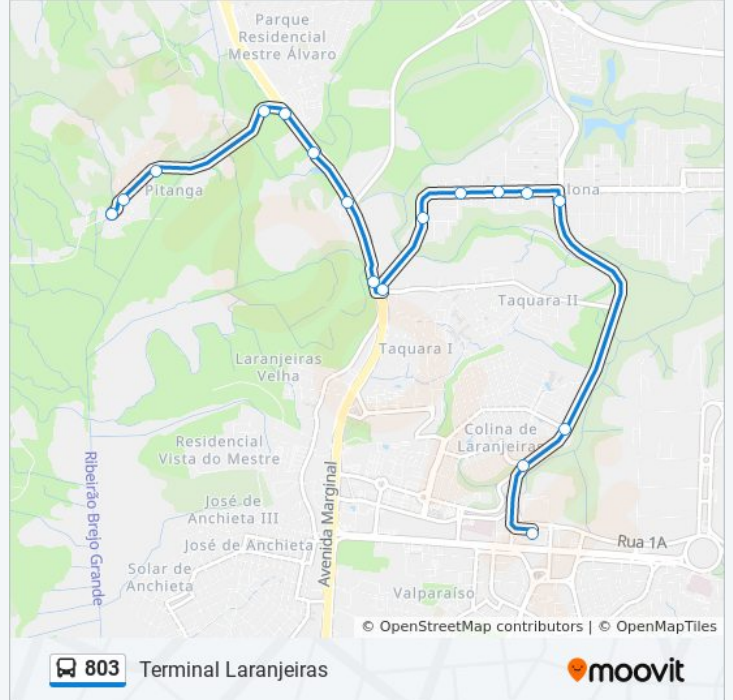 Parque
Residencial
Mestre Álvaro
Pitanga
lona
Taquara II
Taquara I
Laranjeiras
Velha
Colina de
Laranjeiras
Residencial
Vista do Mestre
Ribeirão Brejo Grande
Avenida Marginal
José de
Anchieta III
José de Anchieta
Rua 1A
Solar de
Anchieta
Valparaíso
© OpenStreetMap contributors | © OpenMapTiles
803 Terminal Laranjeiras
moovit